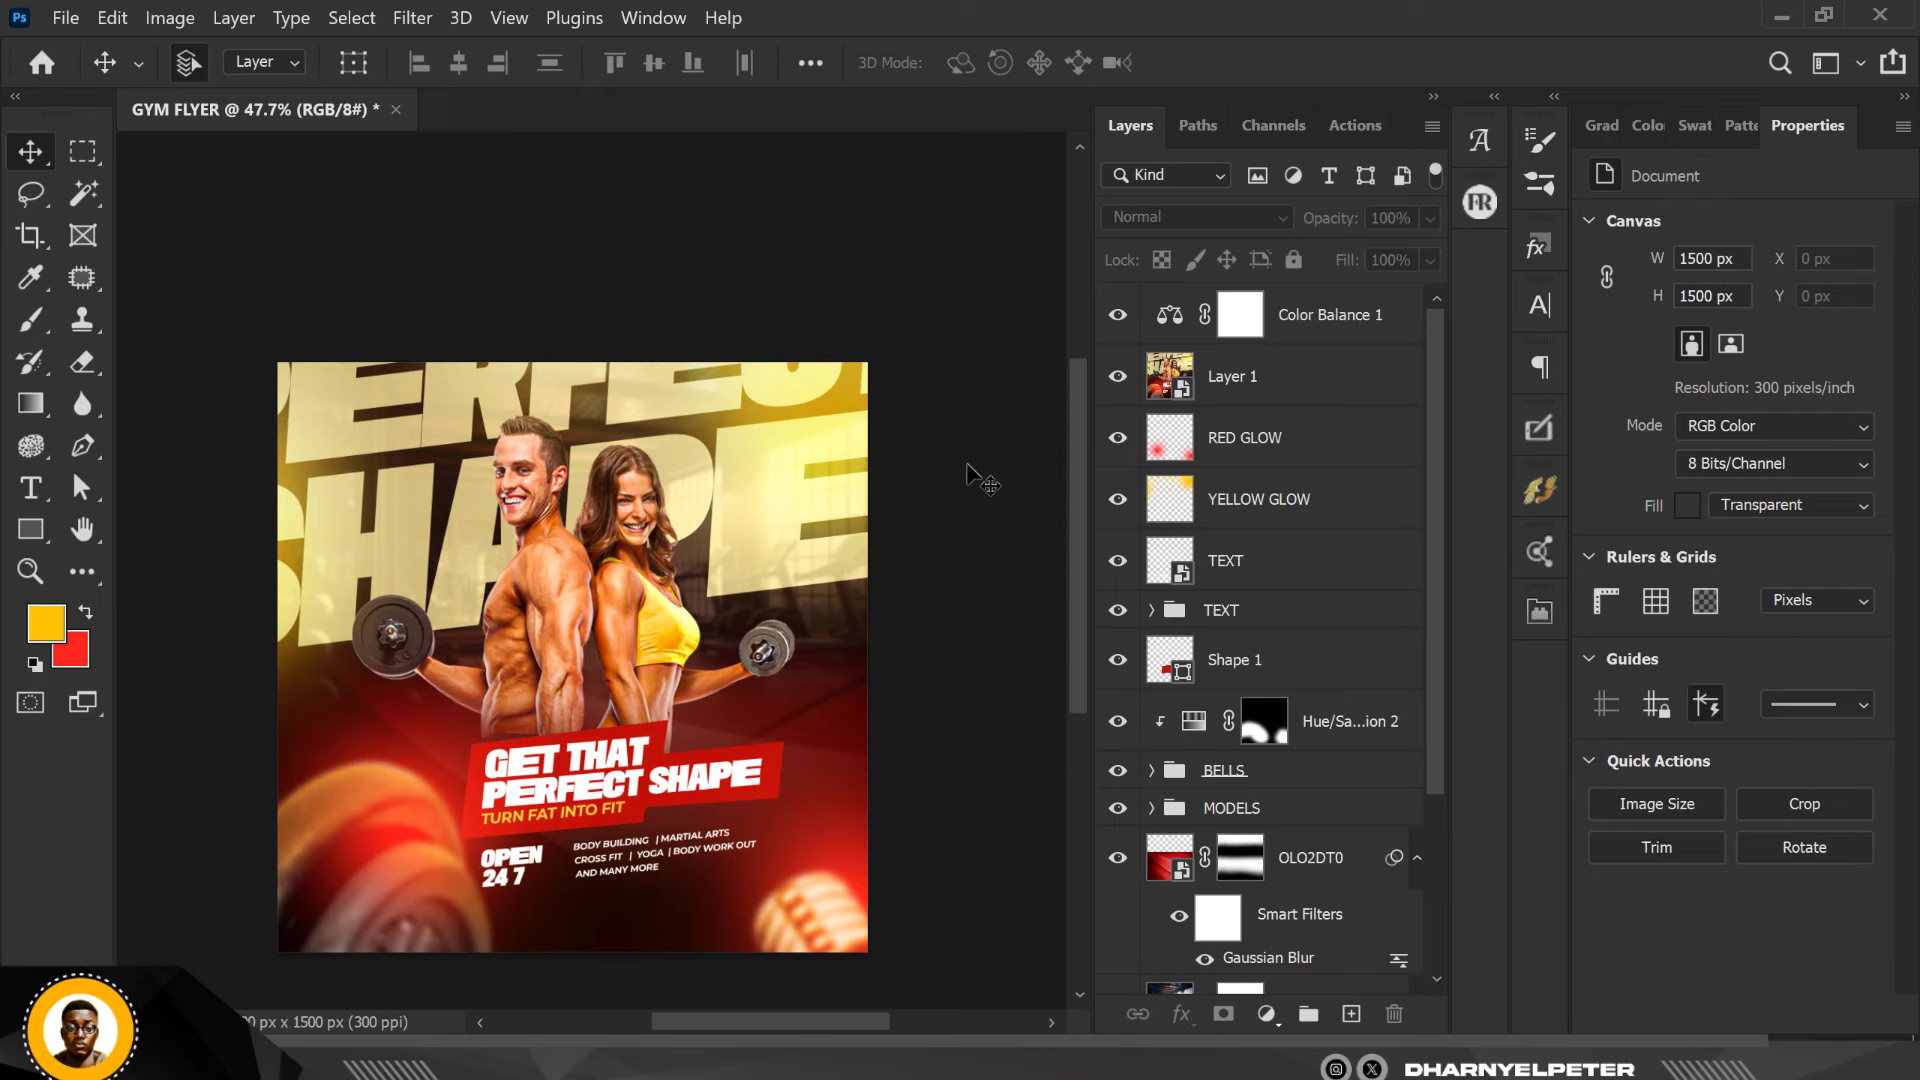 Ps File Edit Image Layer Type Select Filter 3D View Plugins Window Help
Layer 3D Mode:
GYM FLYER @ 47.7% (RGB/8#) *
PERFECT
SHAPE
GET THAT
PERFECT SHAPE
TURN FAT INTO FIT
OPEN
24 7
BODY BUILDING | MARTIAL ARTS
CROSS FIT | YOGA | BODY WORK OUT
AND MANY MORE
0 px x 1500 px (300 ppi)
Layers Paths Channels Actions
Kind
Normal Opacity: 100%
Lock: Fill: 100%
Color Balance 1
Layer 1
RED GLOW
YELLOW GLOW
TEXT
TEXT
Shape 1
Hue/Sa...ion 2
BELLS
MODELS
OLO2DT0
Smart Filters
Gaussian Blur
fx
A
FR
fx
A|
Grad Colo Swat Patte Properties
Document
Canvas
W 1500 px X 0 px
H 1500 px Y 0 px
Resolution: 300 pixels/inch
Mode RGB Color
8 Bits/Channel
Fill Transparent
Rulers & Grids
Pixels
Guides
Quick Actions
Image Size Crop
Trim Rotate
DHARNYELPETER